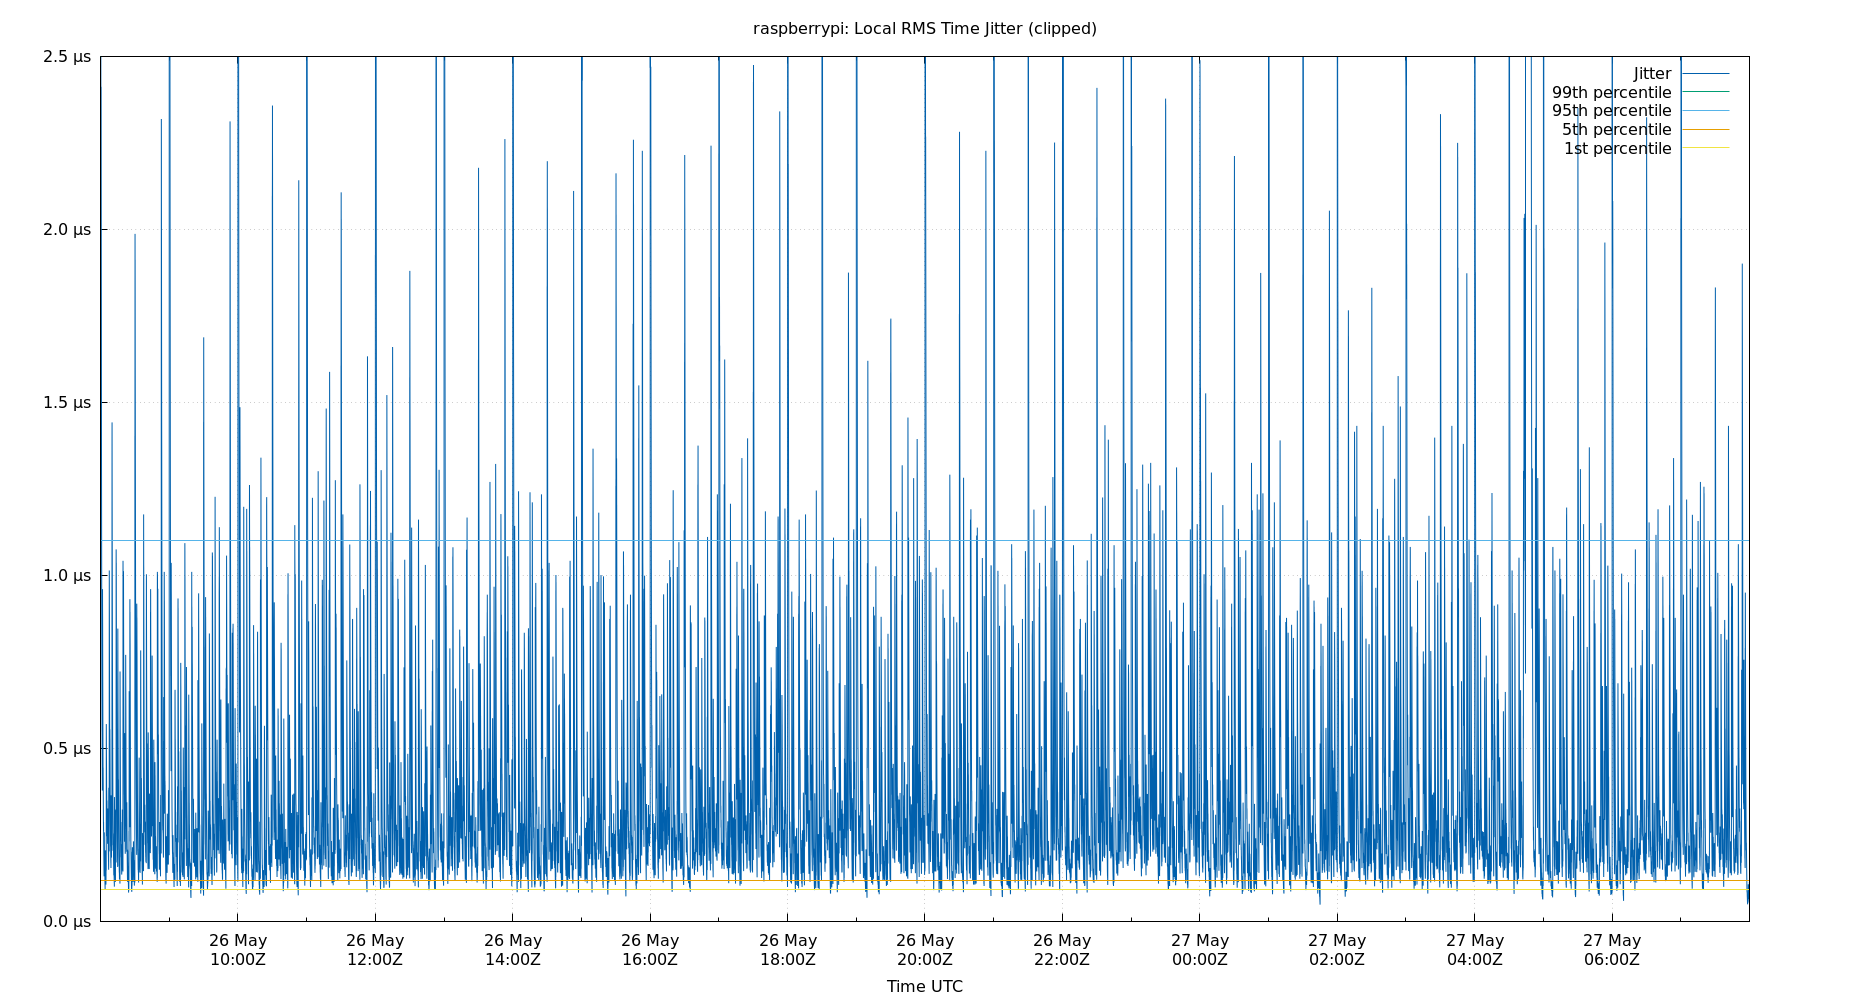 raspberrypi: Local RMS Time Jitter (clipped)
2.5 µs
2.0 µs
1.5 µs
1.0 µs
0.5 µs
0.0 µs
Jitter
99th percentile
95th percentile
5th percentile
1st percentile
26 May
10:00Z
26 May
12:00Z
26 May
14:00Z
26 May
16:00Z
26 May
18:00Z
26 May
20:00Z
26 May
22:00Z
27 May
00:00Z
27 May
02:00Z
27 May
04:00Z
27 May
06:00Z
Time UTC